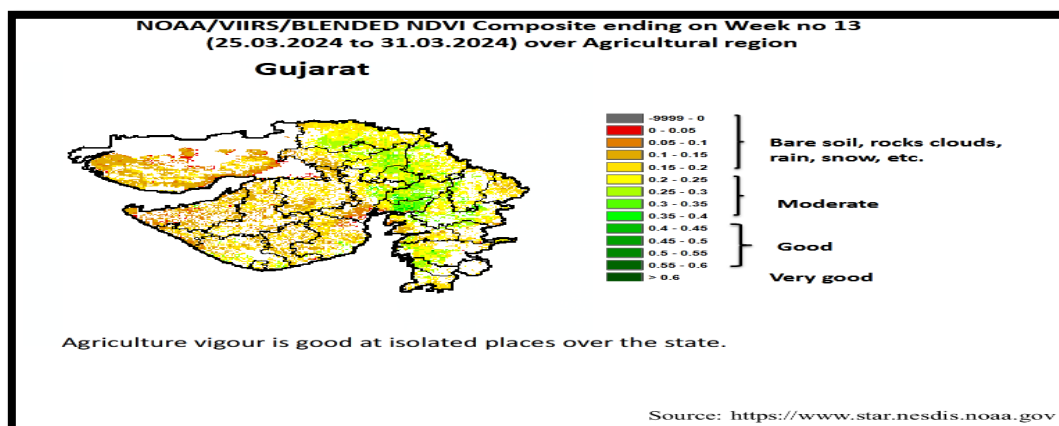 NOAA/VIIRS/BLENDED NDVI Composite ending on Week no 13
(25.03.2024 to 31.03.2024) over Agricultural region
Gujarat
-9999 - 0
0 - 0.05
0.05 - 0.1
0.1 - 0.15
0.15 - 0.2
0.2 - 0.25
0.25 - 0.3
0.3 - 0.35
0.35 - 0.4
0.4 - 0.45
0.45 - 0.5
0.5 - 0.55
0.55 - 0.6
> 0.6
Bare soil, rocks clouds,
rain, snow, etc.
Moderate
Good
Very good
Agriculture vigour is good at isolated places over the state.
Source: https://www.star.nesdis.noaa.gov